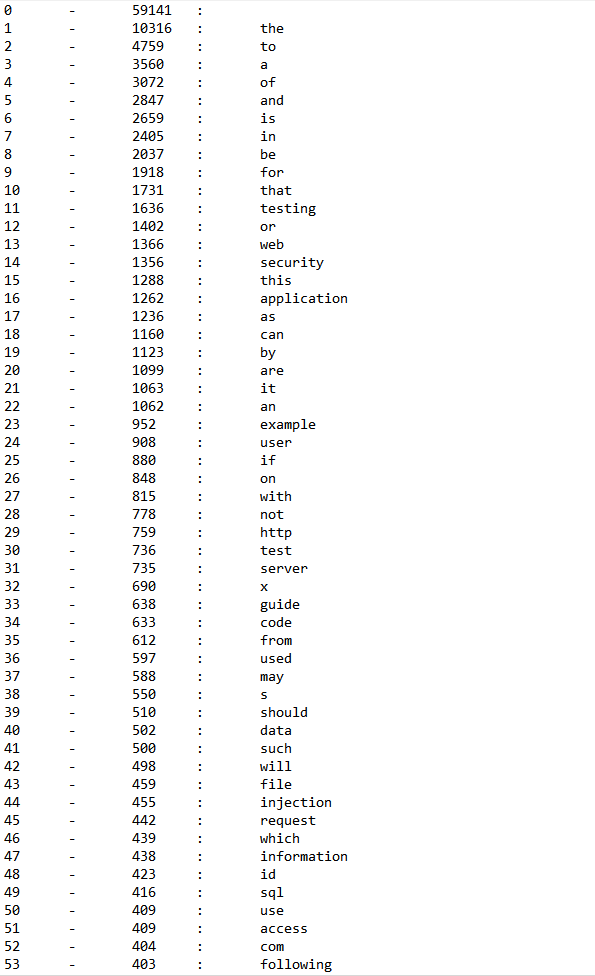 0 - 59141 :
1 - 10316 : the
2 - 4759 : to
3 - 3560 : a
4 - 3072 : of
5 - 2847 : and
6 - 2659 : is
7 - 2405 : in
8 - 2037 : be
9 - 1918 : for
10 - 1731 : that
11 - 1636 : testing
12 - 1402 : or
13 - 1366 : web
14 - 1356 : security
15 - 1288 : this
16 - 1262 : application
17 - 1236 : as
18 - 1160 : can
19 - 1123 : by
20 - 1099 : are
21 - 1063 : it
22 - 1062 : an
23 - 952 : example
24 - 908 : user
25 - 880 : if
26 - 848 : on
27 - 815 : with
28 - 778 : not
29 - 759 : http
30 - 736 : test
31 - 735 : server
32 - 690 : x
33 - 638 : guide
34 - 633 : code
35 - 612 : from
36 - 597 : used
37 - 588 : may
38 - 550 : s
39 - 510 : should
40 - 502 : data
41 - 500 : such
42 - 498 : will
43 - 459 : file
44 - 455 : injection
45 - 442 : request
46 - 439 : which
47 - 438 : information
48 - 423 : id
49 - 416 : sql
50 - 409 : use
51 - 409 : access
52 - 404 : com
53 - 403 : following